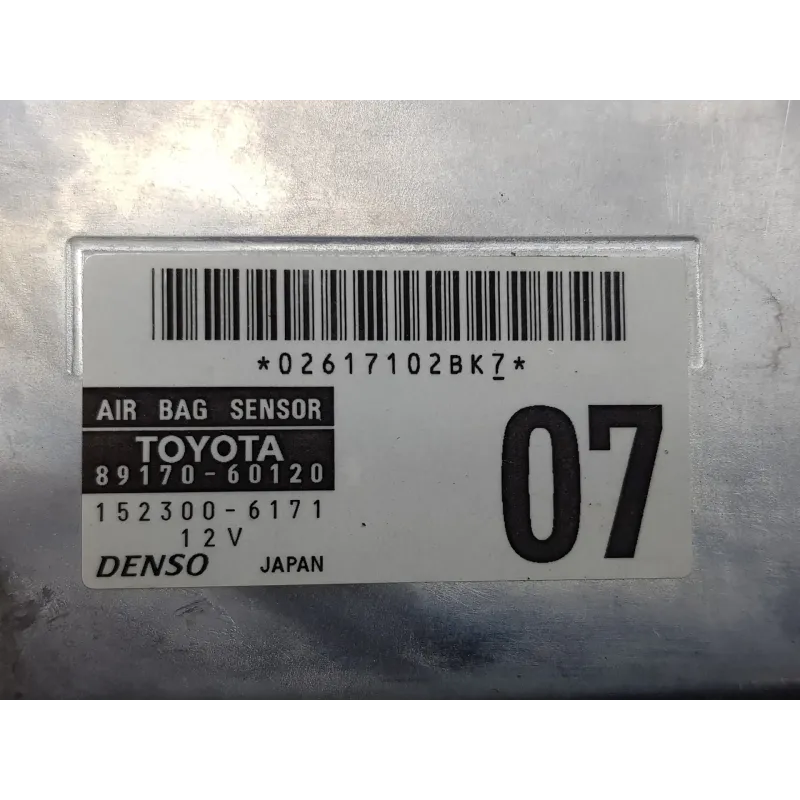 *02617102BK7*
AIR BAG SENSOR
TOYOTA
89170-60120
152300-6171
12V
DENSO JAPAN
07